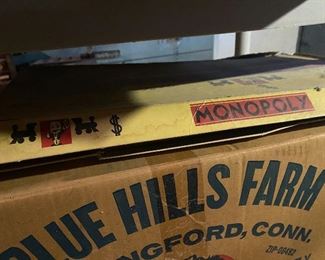 $ MONOPOLY
BLUE HILLS FARM
INGFORD, CONN.